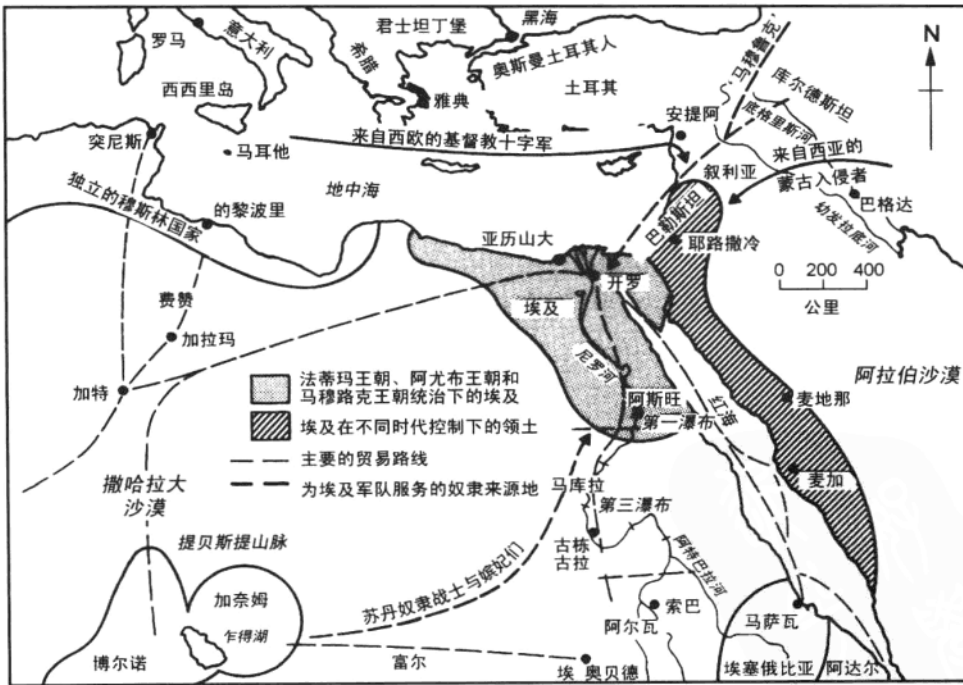 罗马
意大利
君士坦丁堡
黑海
N
希腊
奥斯曼土耳其人
马穆鲁克
库尔德斯坦
西西里岛
雅典
土耳其
底格里斯河
突尼斯
安提阿
来自西欧的基督教十字军
来自西亚的
蒙古入侵者
马耳他
叙利亚
地中海
巴格达
独立的穆斯林国家
的黎波里
巴勒斯坦
幼发拉底河
亚历山大
耶路撒冷
开罗
0 200 400
公里
费赞
埃及
加拉玛
尼罗河
加特
法蒂玛王朝、阿尤布王朝和
马穆路克王朝统治下的埃及
阿斯旺
红海
阿拉伯沙漠
麦地那
埃及在不同时代控制下的领土
第一瀑布
主要的贸易路线
撒哈拉大
沙漠
为埃及军队服务的奴隶来源地
马库拉
麦加
第三瀑布
提贝斯提山脉
古栋
古拉
阿特巴拉河
苏丹奴隶战士与嫔妃们
加奈姆
索巴
马萨瓦
乍得湖
阿尔瓦
博尔诺
富尔
埃 奥贝德
埃塞俄比亚
阿达尔